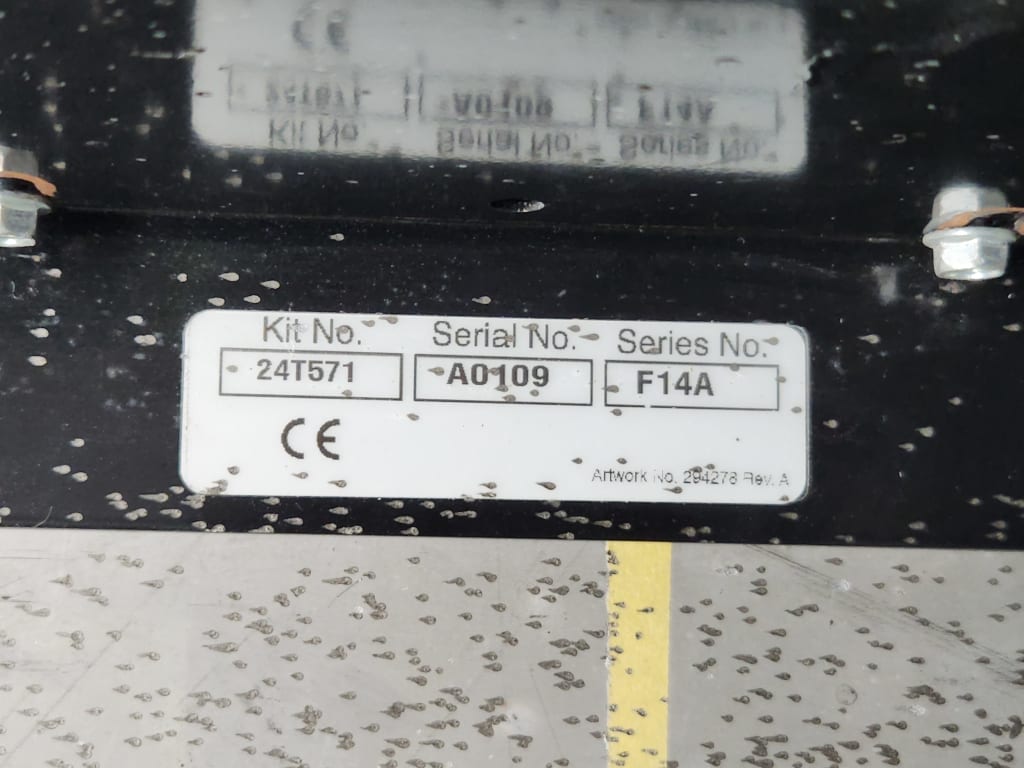 Kit No. Serial No. Series No.
24T571 A0109 F14A
CE
Artwork No. 294278 Rev. A